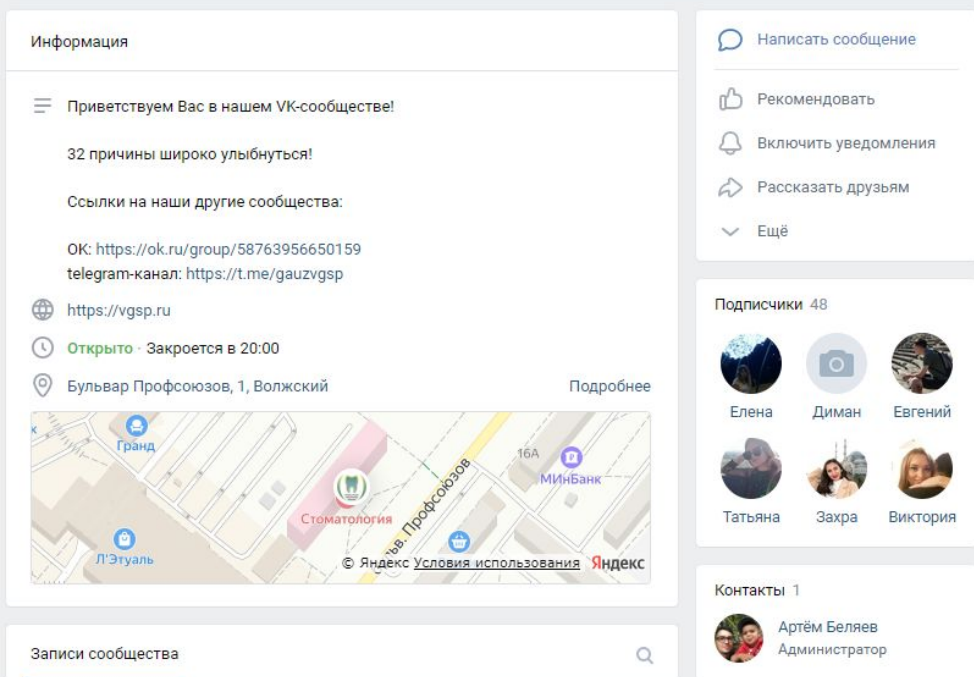 Информация
Приветствуем Вас в нашем VK-сообществе!
32 причины широко улыбнуться!
Ссылки на наши другие сообщества:
ОК: https://ok.ru/group/58763956650159
telegram-канал: https://t.me/gauzvgsp
https://vgsp.ru
Открыто · Закроется в 20:00
Бульвар Профсоюзов, 1, Волжский Подробнее
Гранд
16А
МИнБанк
Стоматология
Л'Этуаль
ьв. Профсоюзов
© Яндекс Условия использования Яндекс
Записи сообщества
Написать сообщение
Рекомендовать
Включить уведомления
Рассказать друзьям
Ещё
Подписчики 48
Елена Диман Евгений
Татьяна Захра Виктория
Контакты 1
Артём Беляев
Администратор